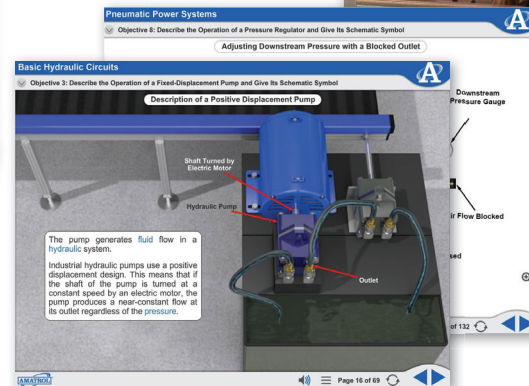 Pneumatic Power Systems
Objective 8: Describe the Operation of a Pressure Regulator and Give Its Schematic Symbol
Adjusting Downstream Pressure with a Blocked Outlet
A
Downstream
Pressure Gauge
ir Flow Blocked
sed
of 132
Basic Hydraulic Circuits
A
Objective 3: Describe the Operation of a Fixed-Displacement Pump and Give Its Schematic Symbol
Description of a Positive Displacement Pump
Shaft Turned by
Electric Motor
Hydraulic Pump
The pump generates fluid flow in a
hydraulic system.
Industrial hydraulic pumps use a positive
displacement design. This means that if
the shaft of the pump is turned at a
constant speed by an electric motor, the
pump produces a near-constant flow at
its outlet regardless of the pressure.
Outlet
AMATROL
Page 16 of 69